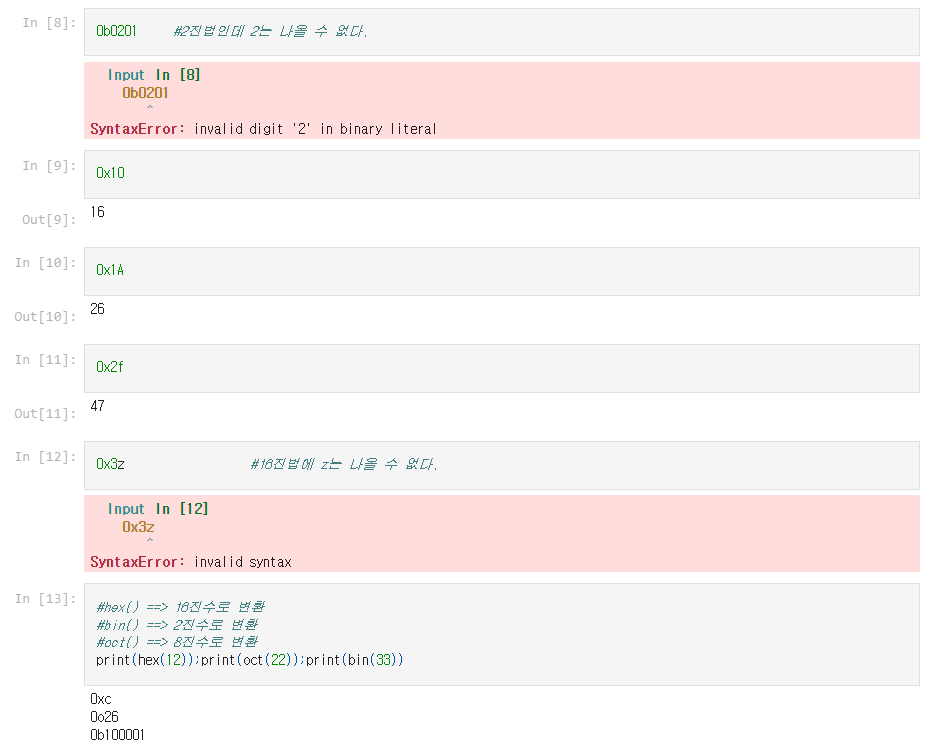 In [8]:
0b0201 #2진법인데 2는 나올 수 없다.
Input In [8]
0b0201
^
SyntaxError: invalid digit '2' in binary literal
In [9]:
0x10
Out[9]:
16
In [10]:
0x1A
Out[10]:
26
In [11]:
0x2f
Out[11]:
47
In [12]:
0x3z #16진법에 z는 나올 수 없다.
Input In [12]
0x3z
^
SyntaxError: invalid syntax
In [13]:
#hex() ==> 16진수로 변환
#bin() ==> 2진수로 변환
#oct() ==> 8진수로 변환
print(hex(12));print(oct(22));print(bin(33))
0xc
0o26
0b100001